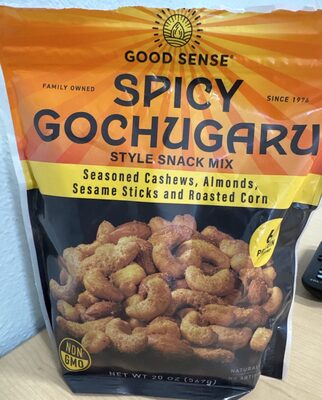 GOOD SENSE®
FAMILY OWNED
SINCE 1976
SPICY
GOCHUGARU
STYLE SNACK MIX
Seasoned Cashews, Almonds,
Sesame Sticks and Roasted Corn
NON
GMO
NET WT 20 OZ (567g)
NATURAL